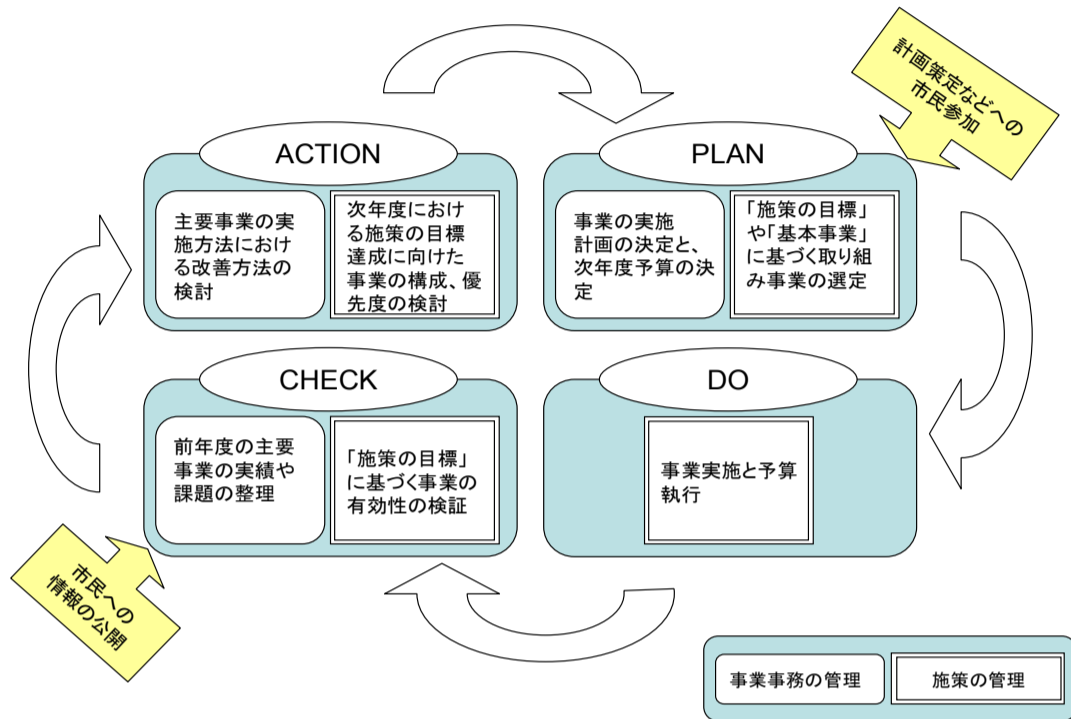 計画策定などへの
市民参加
ACTION
主要事業の実
施方法におけ
る改善方法の
検討
次年度におけ
る施策の目標
達成に向けた
事業の構成、優
先度の検討
PLAN
事業の実施
計画の決定と、
次年度予算の決
定
「施策の目標」
や「基本事業」
に基づく取り組
み事業の選定
CHECK
前年度の主要
事業の実績や
課題の整理
「施策の目標」
に基づく事業の
有効性の検証
DO
事業実施と予算
執行
市民への
情報の公開
事業事務の管理
施策の管理